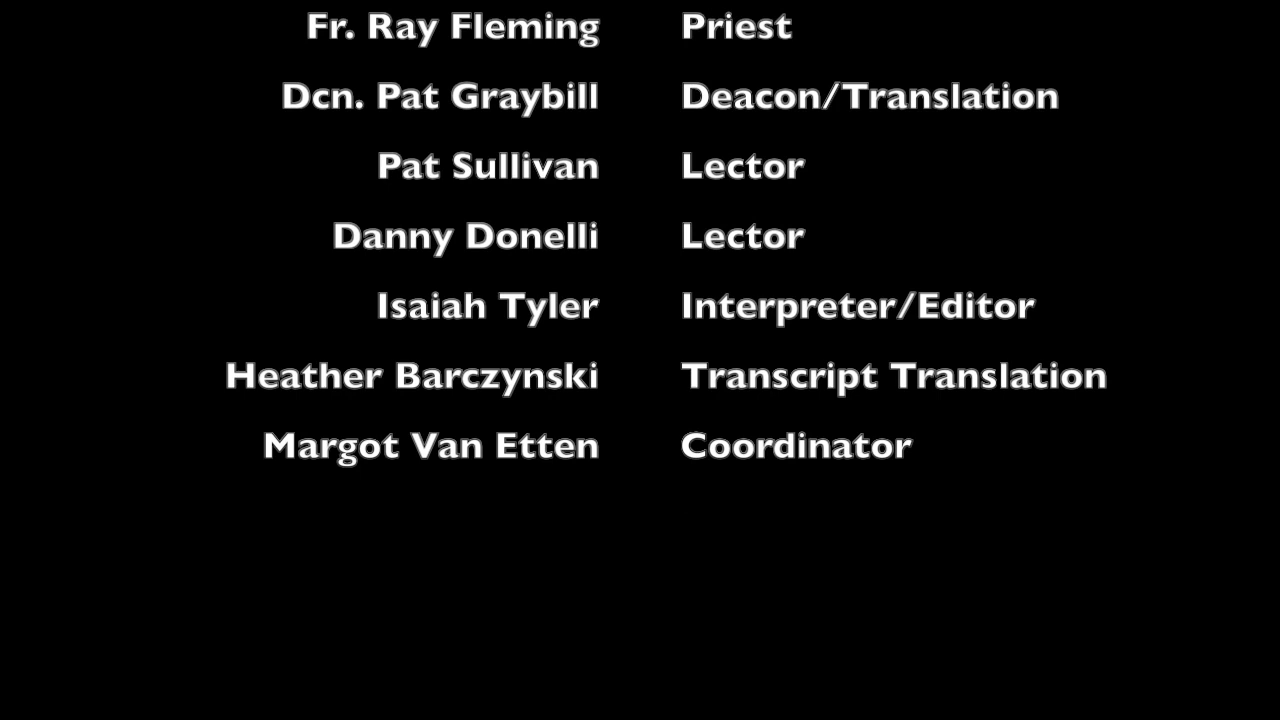 Fr. Ray Fleming Priest
Dcn. Pat Graybill Deacon/Translation
Pat Sullivan Lector
Danny Donelli Lector
Isaiah Tyler Interpreter/Editor
Heather Barczynski Transcript Translation
Margot Van Etten Coordinator